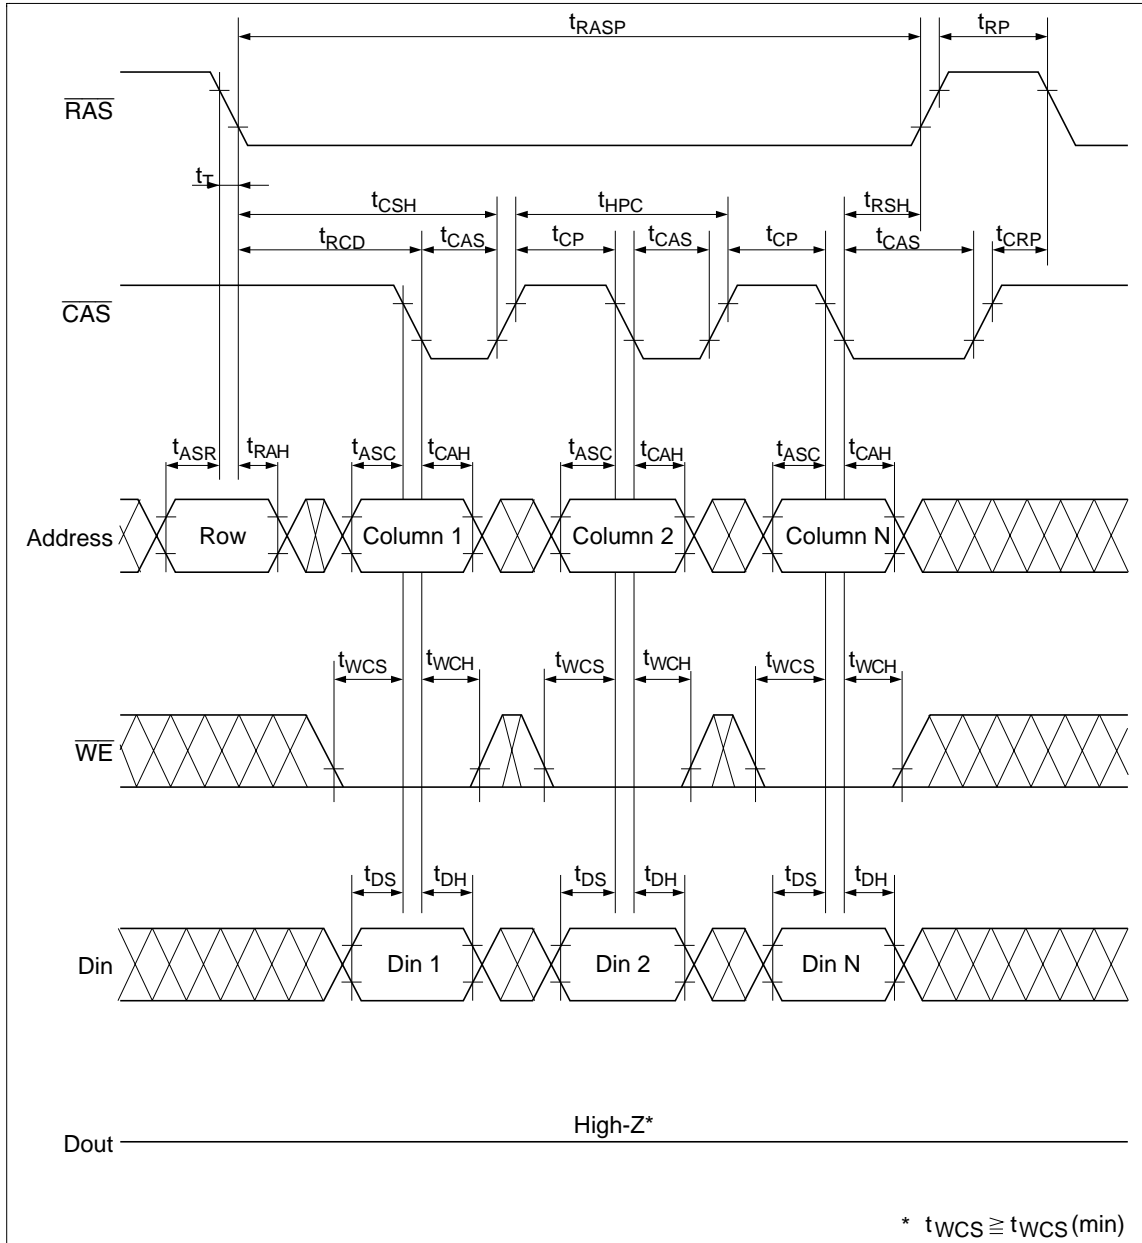 tRASP tRP
RAS
tT
tCSH tHPC tRSH
tRCD tCAS tCP tCAS tCP tCAS tCRP
CAS
tASR tRAH tASC tCAH tASC tCAH tASC tCAH
Address Row Column 1 Column 2 Column N
tWCS tWCH tWCS tWCH tWCS tWCH
WE
tDS tDH tDS tDH tDS tDH
Din Din 1 Din 2 Din N
High-Z*
Dout
* tWCS ≧ tWCS (min)